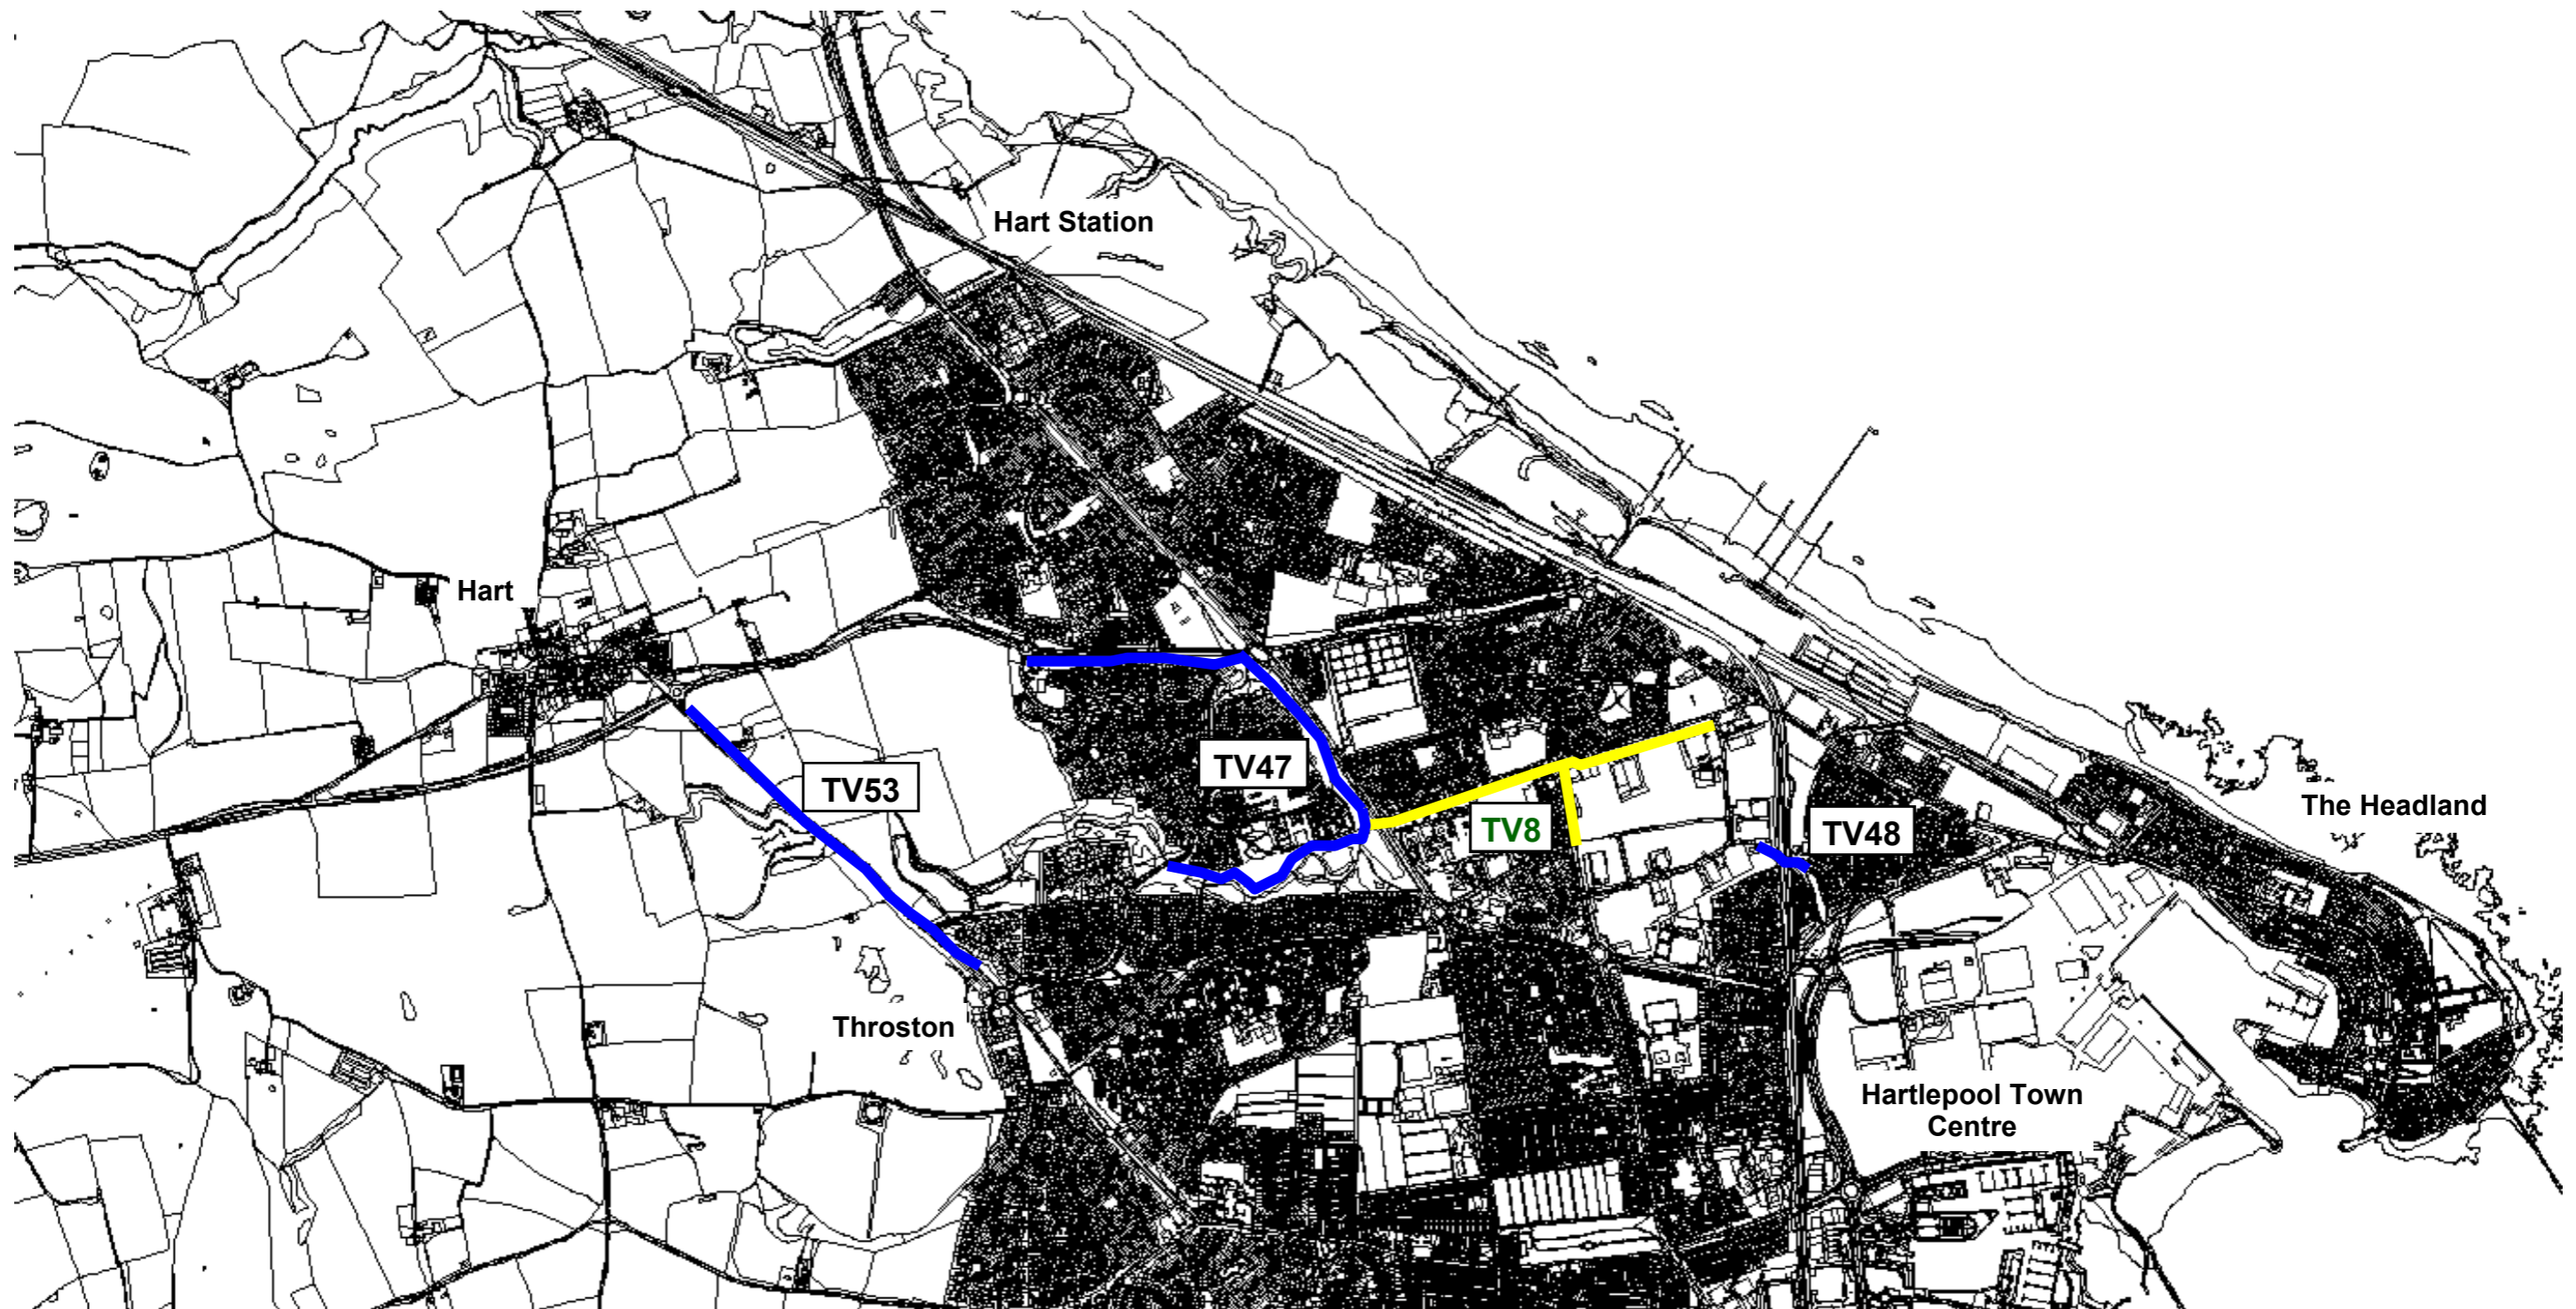 Hart Station
Hart
TV47
TV53
TV8
TV48
The Headland
Throston
Hartlepool Town
Centre